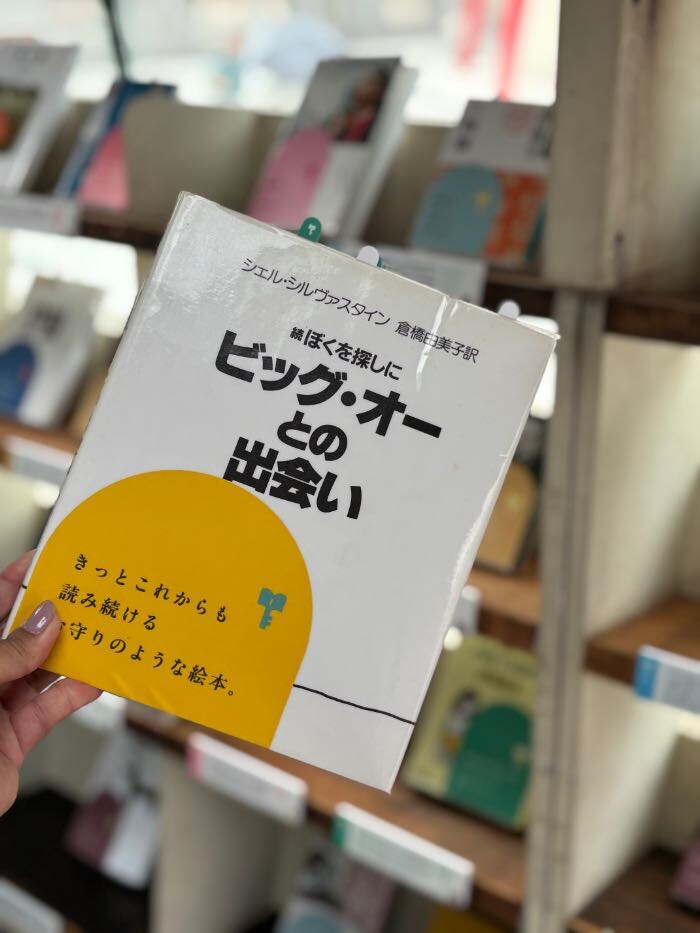 シェル・シルヴァスタイン 倉橋由美子訳
続ぼくを探しに
ビッグ・オー
との
出会い
きっとこれからも
読み続ける
守りのような絵本。